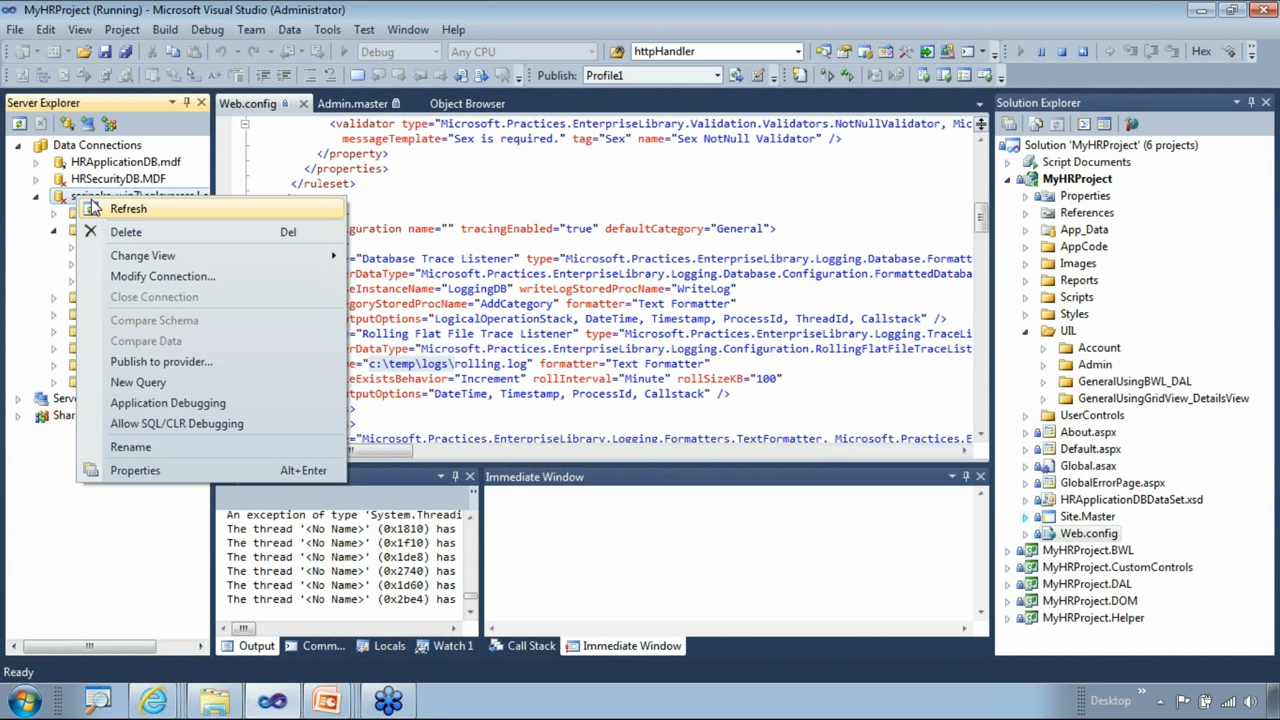 MyHRProject (Running) - Microsoft Visual Studio (Administrator)
File Edit View Project Build Debug Team Data Tools Test Window Help
Debug Any CPU httpHandler Hex
Publish: Profile1
Server Explorer
Data Connections
HRApplicationDB.mdf
HRSecurityDB.MDF
Refresh
Delete Del
Change View
Modify Connection...
Close Connection
Compare Schema
Compare Data
Publish to provider...
New Query
Application Debugging
Allow SQL/CLR Debugging
Rename
Properties Alt+Enter
Web.config Admin.master Object Browser
<validator type="Microsoft.Practices.EnterpriseLibrary.Validation.Validators.NotNullValidator, Mic
messageTemplate="Sex is required." tag="Sex" name="Sex NotNull Validator" />
</property>
</properties>
</ruleset>
figuration name="" tracingEnabled="true" defaultCategory="General">
="Database Trace Listener" type="Microsoft.Practices.EnterpriseLibrary.Logging.Database.Formatt
erDataType="Microsoft.Practices.EnterpriseLibrary.Logging.Database.Configuration.FormattedDataba
eInstanceName="LoggingDB" writeLogStoredProcName="WriteLog"
egoryStoredProcName="AddCategory" formatter="Text Formatter"
utputOptions="LogicalOperationStack, DateTime, Timestamp, ProcessId, ThreadId, Callstack" />
="Rolling Flat File Trace Listener" type="Microsoft.Practices.EnterpriseLibrary.Logging.TraceLi
erDataType="Microsoft.Practices.EnterpriseLibrary.Logging.Configuration.RollingFlatFileTraceList
="c:\temp\logs\rolling.log" formatter="Text Formatter"
eExistsBehavior="Increment" rollInterval="Minute" rollSizeKB="100"
utputOptions="DateTime, Timestamp, ProcessId, Callstack" />
>
="Microsoft.Practices.EnterpriseLibrary.Logging.Formatters.TextFormatter, Microsoft.Practices.E
An exception of type 'System.Threadi
The thread '<No Name>' (0x1810) has
The thread '<No Name>' (0x1f10) has
The thread '<No Name>' (0x1de8) has
The thread '<No Name>' (0x2740) has
The thread '<No Name>' (0x1d60) has
The thread '<No Name>' (0x2be4) has
Immediate Window
Output Comm... Locals Watch 1 Call Stack Immediate Window
Solution Explorer
Solution 'MyHRProject' (6 projects)
Script Documents
MyHRProject
Properties
References
App_Data
AppCode
Images
Reports
Scripts
Styles
UIL
Account
Admin
GeneralUsingBWL_DAL
GeneralUsingGridView_DetailsView
UserControls
About.aspx
Default.aspx
Global.asax
GlobalErrorPage.aspx
HRApplicationDBDataSet.xsd
Site.Master
Web.config
MyHRProject.BWL
MyHRProject.CustomControls
MyHRProject.DAL
MyHRProject.DOM
MyHRProject.Helper
Ready
Desktop